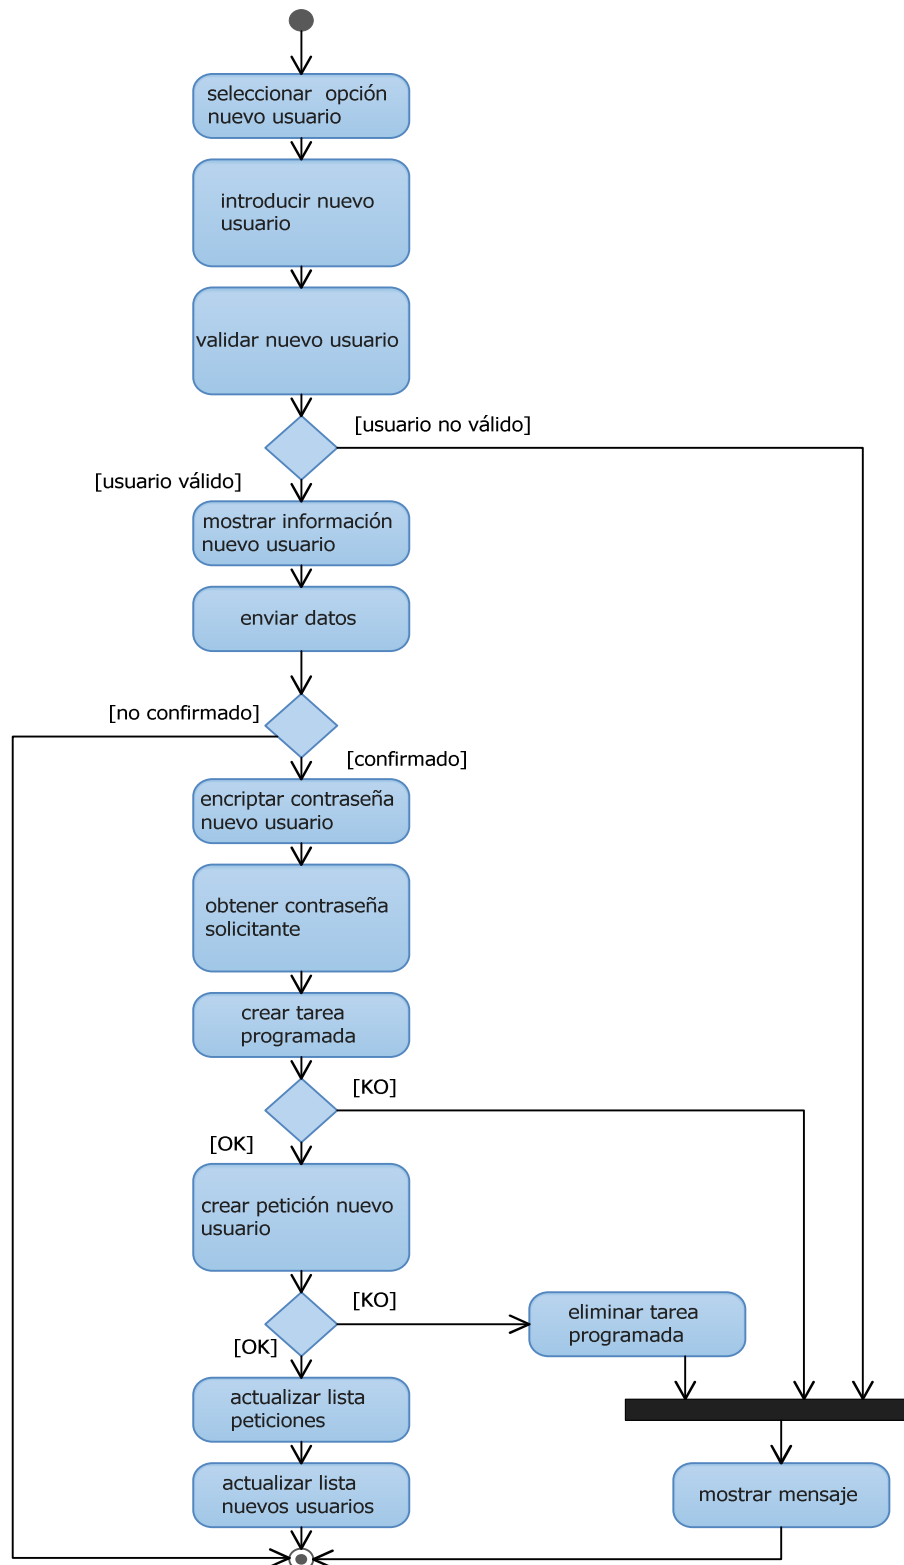 seleccionar opción
nuevo usuario
introducir nuevo
usuario
validar nuevo usuario
[usuario no válido]
[usuario válido]
mostrar información
nuevo usuario
enviar datos
[no confirmado]
[confirmado]
encriptar contraseña
nuevo usuario
obtener contraseña
solicitante
crear tarea
programada
[KO]
[OK]
crear petición nuevo
usuario
[KO]
eliminar tarea
programada
[OK]
actualizar lista
peticiones
actualizar lista
nuevos usuarios
mostrar mensaje